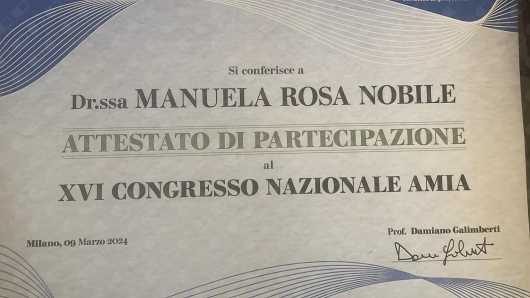 Si conferisce a
Dr.ssa MANUELA ROSA NOBILE
ATTESTATO DI PARTECIPAZIONE
al
XVI CONGRESSO NAZIONALE AMIA
Milano, 09 Marzo 2024
Prof. Damiano Galimberti